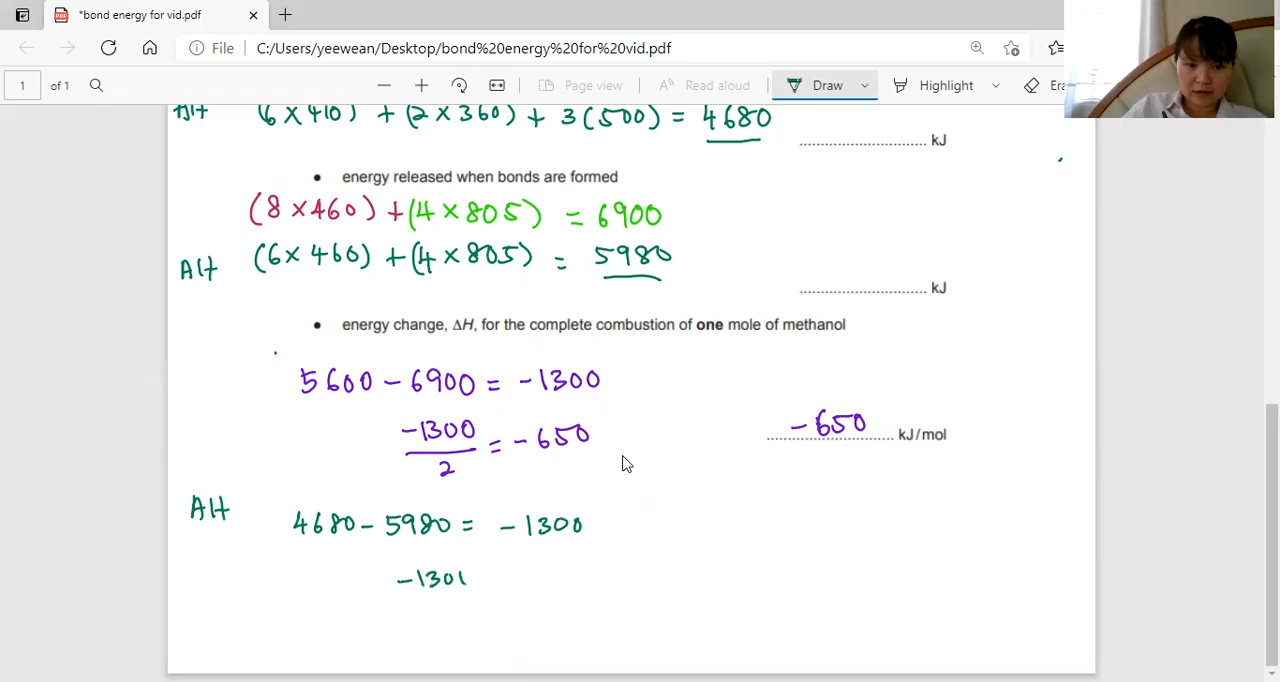 *bond energy for vid.pdf
File C:/Users/yeewean/Desktop/bond%20energy%20for%20vid.pdf
1 of 1 Page view Read aloud Draw Highlight Era
Alt (6 × 410) + (2 × 360) + 3(500) = 4680
.............................. kJ
• energy released when bonds are formed
(8 × 460) + (4 × 805) = 6900
Alt (6 × 460) + (4 × 805) = 5980
.............................. kJ
• energy change, ΔH, for the complete combustion of one mole of methanol
5600 - 6900 = -1300
-1300/2 = -650
-650 kJ/mol
Alt 4680 - 5980 = -1300
-130